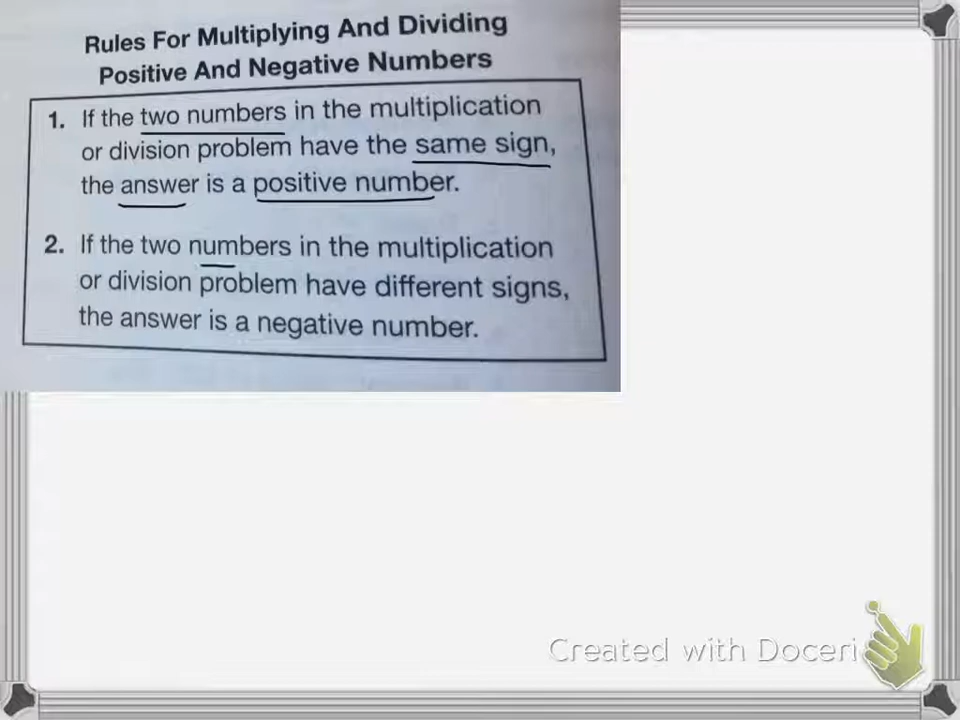 Rules For Multiplying And Dividing
Positive And Negative Numbers
1. If the two numbers in the multiplication
or division problem have the same sign,
the answer is a positive number.
2. If the two numbers in the multiplication
or division problem have different signs,
the answer is a negative number.
Created with Doceri